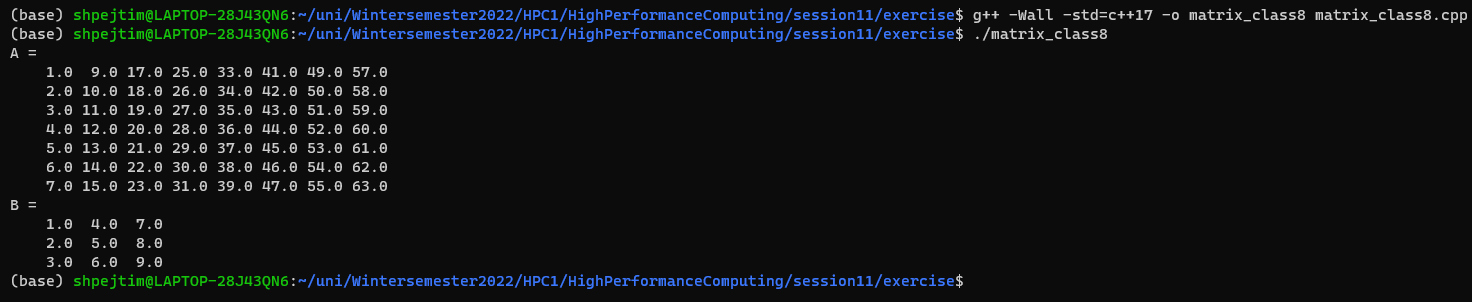 (base) shpejtim@LAPTOP-28J43QN6:~/uni/Wintersemester2022/HPC1/HighPerformanceComputing/session11/exercise$ g++ -Wall -std=c++17 -o matrix_class8 matrix_class8.cpp
(base) shpejtim@LAPTOP-28J43QN6:~/uni/Wintersemester2022/HPC1/HighPerformanceComputing/session11/exercise$ ./matrix_class8
A =
    1.0  9.0 17.0 25.0 33.0 41.0 49.0 57.0
    2.0 10.0 18.0 26.0 34.0 42.0 50.0 58.0
    3.0 11.0 19.0 27.0 35.0 43.0 51.0 59.0
    4.0 12.0 20.0 28.0 36.0 44.0 52.0 60.0
    5.0 13.0 21.0 29.0 37.0 45.0 53.0 61.0
    6.0 14.0 22.0 30.0 38.0 46.0 54.0 62.0
    7.0 15.0 23.0 31.0 39.0 47.0 55.0 63.0
B =
    1.0  4.0  7.0
    2.0  5.0  8.0
    3.0  6.0  9.0
(base) shpejtim@LAPTOP-28J43QN6:~/uni/Wintersemester2022/HPC1/HighPerformanceComputing/session11/exercise$